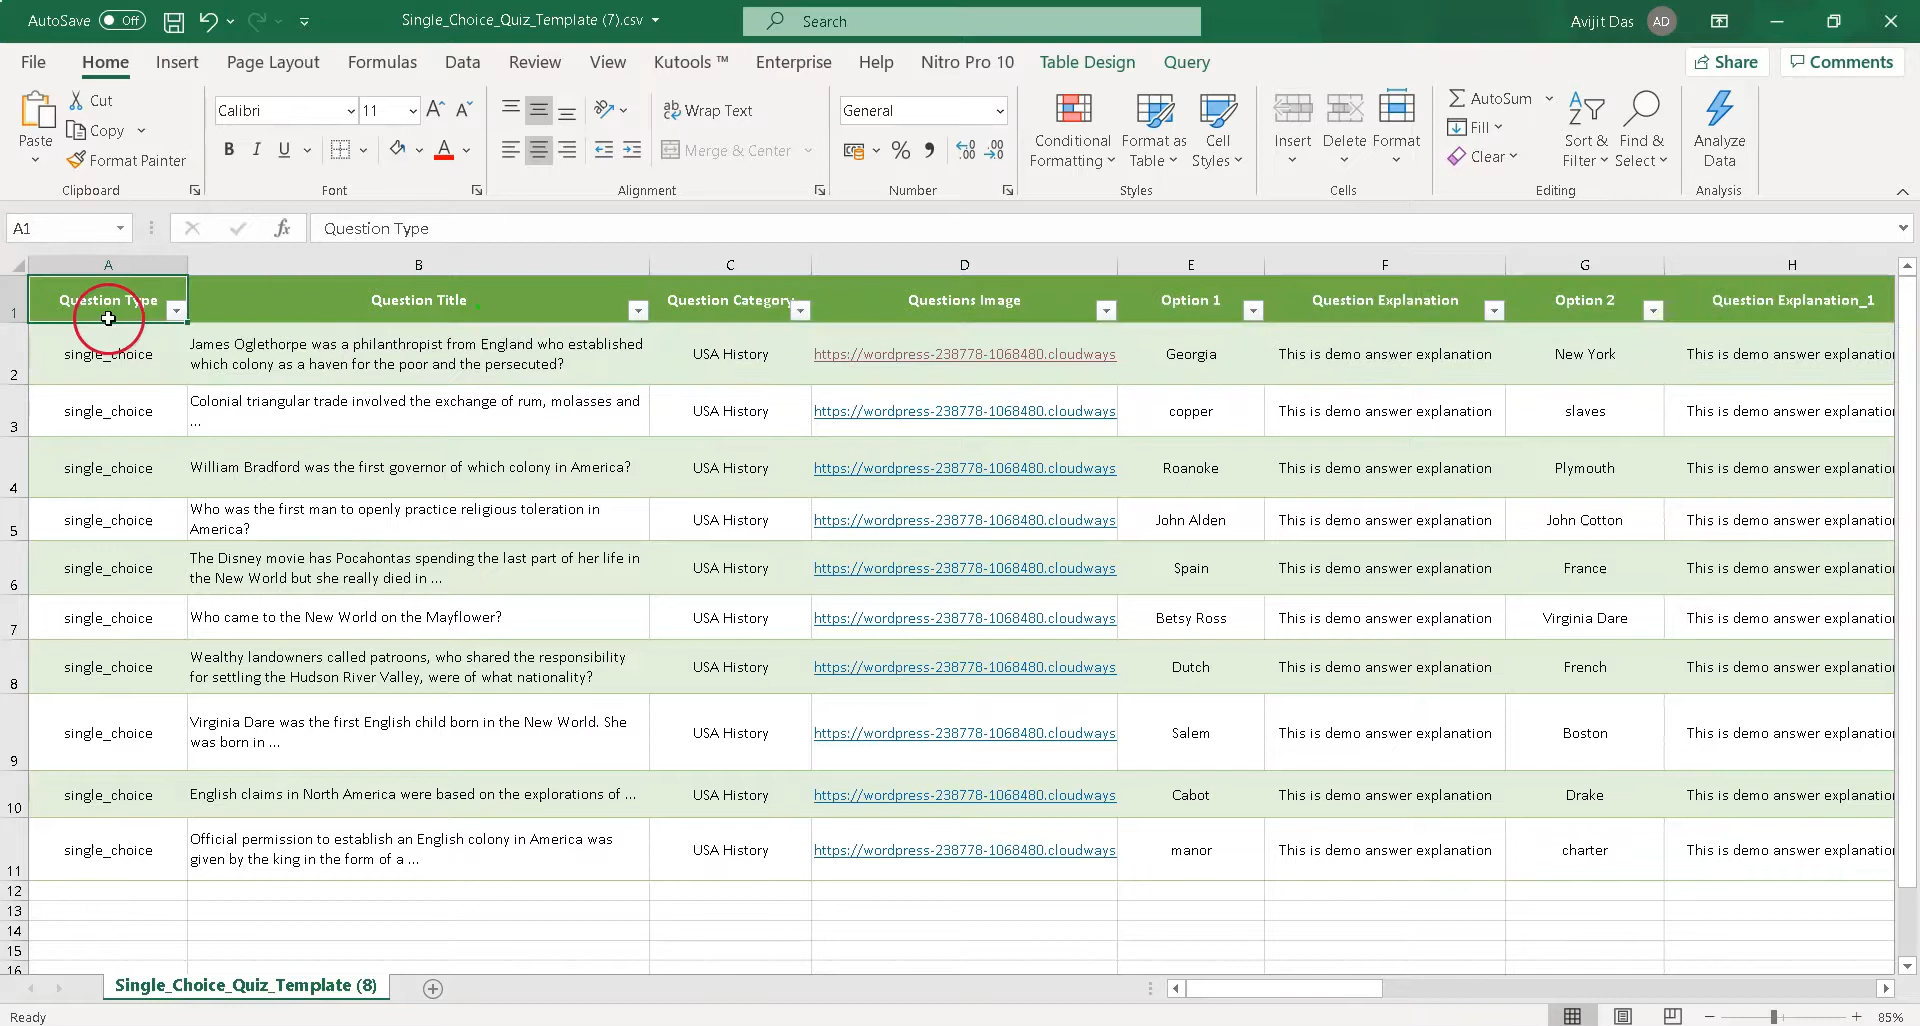 AutoSave Off Single_Choice_Quiz_Template (7).csv Search Avijit Das AD
File Home Insert Page Layout Formulas Data Review View Kutools ™ Enterprise Help Nitro Pro 10 Table Design Query Share Comments
Paste Cut Copy Format Painter Clipboard
Calibri 11 B I U A Font
Wrap Text Merge & Center Alignment
General % Number
Conditional Formatting Format as Table Cell Styles Styles
Insert Delete Format Cells
AutoSum Fill Clear Sort & Filter Find & Select Editing
Analyze Data Analysis
A1 fx Question Type
A B C D E F G H
1 Question Type Question Title Question Category Questions Image Option 1 Question Explanation Option 2 Question Explanation_1
2 single_choice James Oglethorpe was a philanthropist from England who established which colony as a haven for the poor and the persecuted? USA History https://wordpress-238778-1068480.cloudways Georgia This is demo answer explanation New York This is demo answer explanatio
3 single_choice Colonial triangular trade involved the exchange of rum, molasses and ... USA History https://wordpress-238778-1068480.cloudways copper This is demo answer explanation slaves This is demo answer explanatio
4 single_choice William Bradford was the first governor of which colony in America? USA History https://wordpress-238778-1068480.cloudways Roanoke This is demo answer explanation Plymouth This is demo answer explanatio
5 single_choice Who was the first man to openly practice religious toleration in America? USA History https://wordpress-238778-1068480.cloudways John Alden This is demo answer explanation John Cotton This is demo answer explanatio
6 single_choice The Disney movie has Pocahontas spending the last part of her life in the New World but she really died in ... USA History https://wordpress-238778-1068480.cloudways Spain This is demo answer explanation France This is demo answer explanatio
7 single_choice Who came to the New World on the Mayflower? USA History https://wordpress-238778-1068480.cloudways Betsy Ross This is demo answer explanation Virginia Dare This is demo answer explanatio
8 single_choice Wealthy landowners called patroons, who shared the responsibility for settling the Hudson River Valley, were of what nationality? USA History https://wordpress-238778-1068480.cloudways Dutch This is demo answer explanation French This is demo answer explanatio
9 single_choice Virginia Dare was the first English child born in the New World. She was born in ... USA History https://wordpress-238778-1068480.cloudways Salem This is demo answer explanation Boston This is demo answer explanatio
10 single_choice English claims in North America were based on the explorations of ... USA History https://wordpress-238778-1068480.cloudways Cabot This is demo answer explanation Drake This is demo answer explanatio
11 single_choice Official permission to establish an English colony in America was given by the king in the form of a ... USA History https://wordpress-238778-1068480.cloudways manor This is demo answer explanation charter This is demo answer explanatio
12
13
14
15
16
Single_Choice_Quiz_Template (8)
Ready 85%